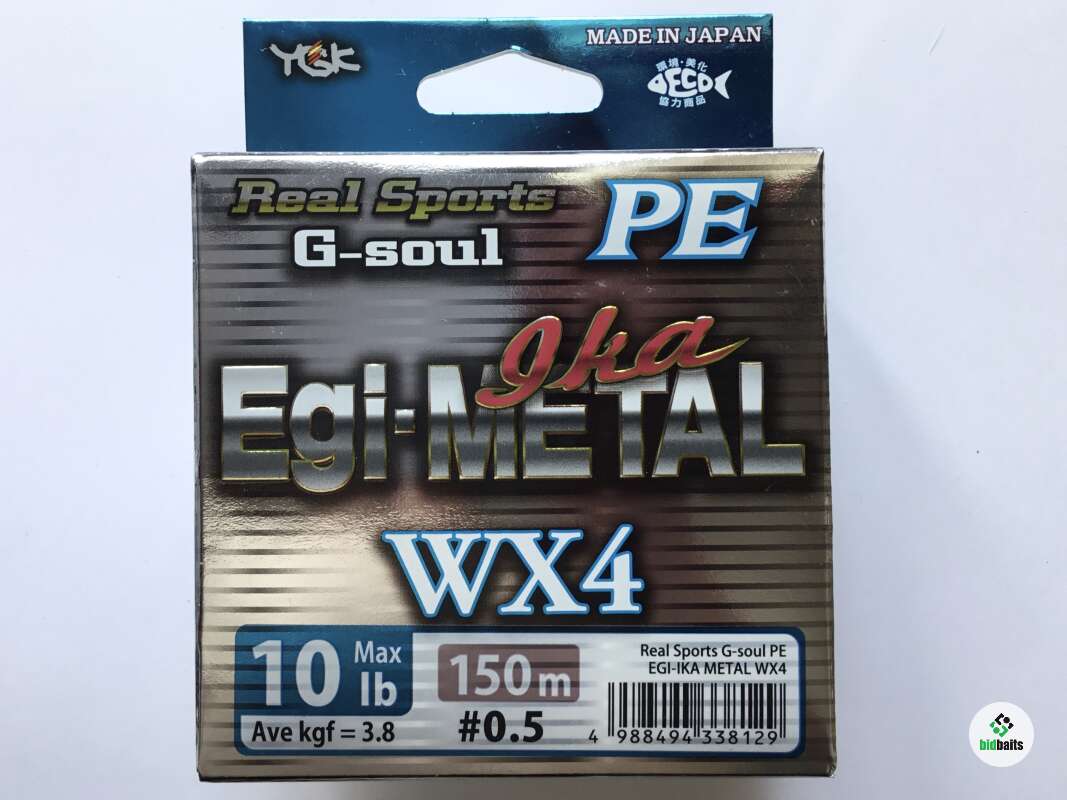 YGK
MADE IN JAPAN
環境・美化
ECO
協力商品
Real Sports
G-soul
PE
Ika
Egi-METAL
WX4
10 Max lb
Ave kgf = 3.8
150m
#0.5
Real Sports G-soul PE
EGI-IKA METAL WX4
4 988494 338129
bidbaits